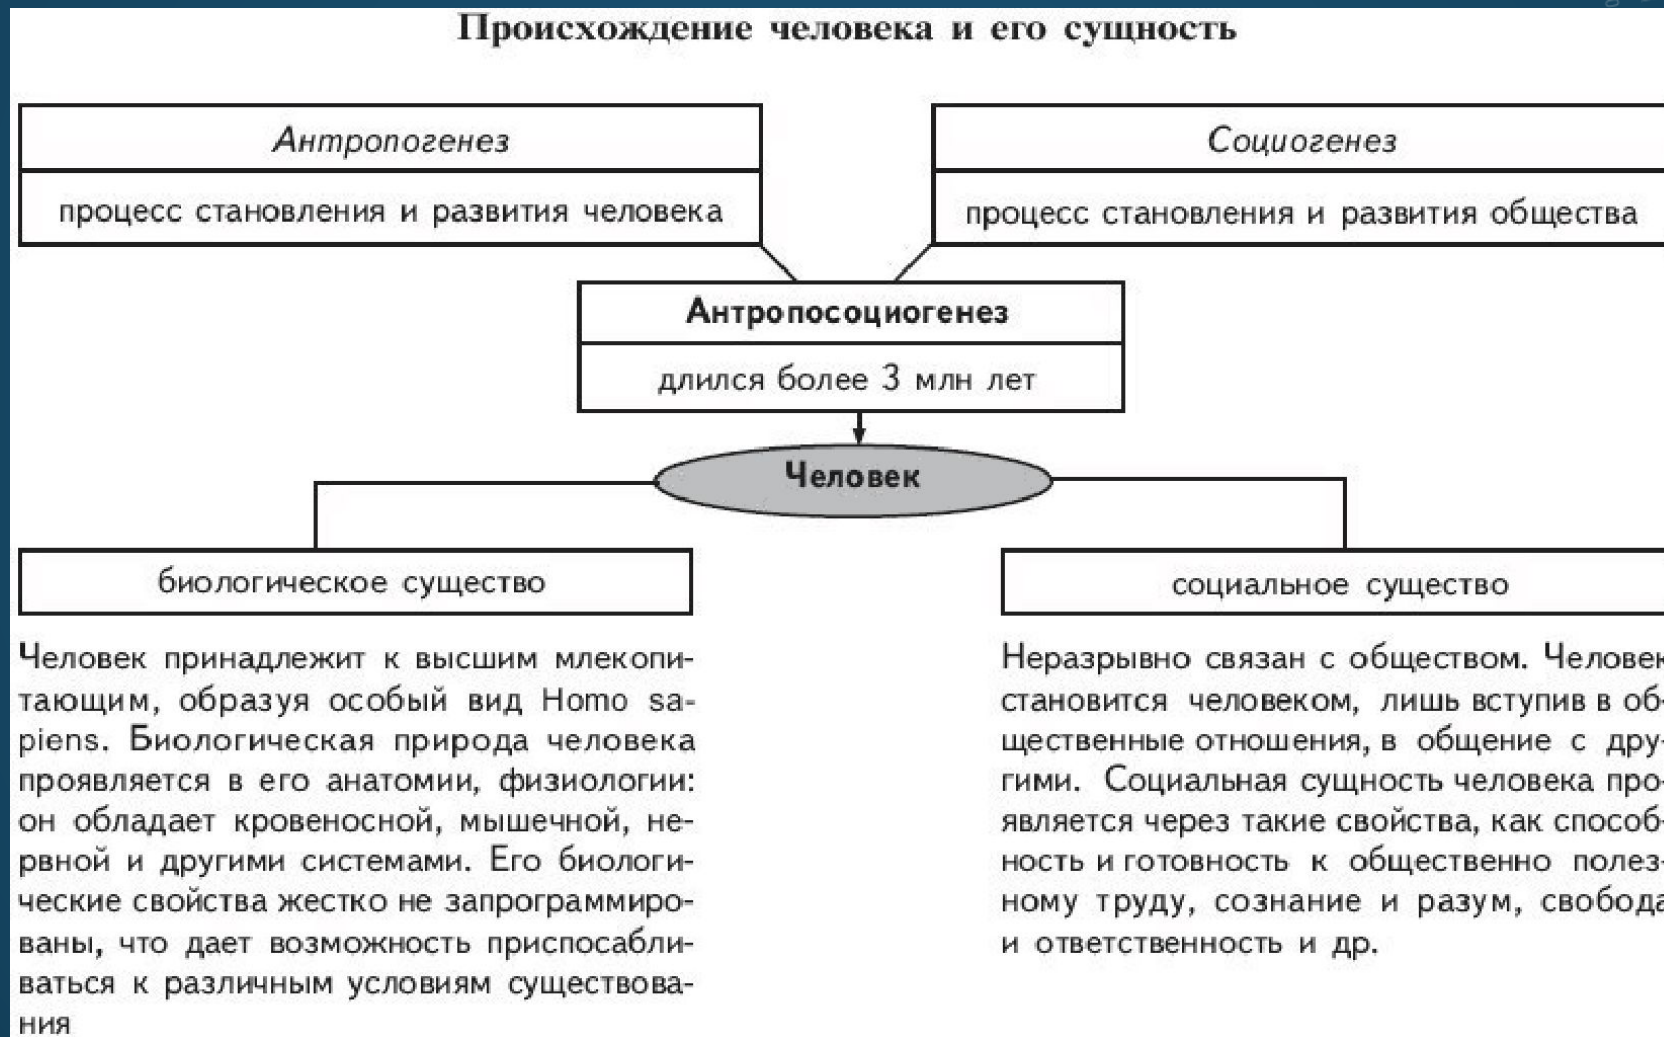 Происхождение человека и его сущность
Антропогенез
процесс становления и развития человека
Социогенез
процесс становления и развития общества
Антропосоциогенез
длился более 3 млн лет
Человек
биологическое существо
Человек принадлежит к высшим млекопи-
тающим, образуя особый вид Homo sa-
piens. Биологическая природа человека
проявляется в его анатомии, физиологии:
он обладает кровеносной, мышечной, не-
рвной и другими системами. Его биологи-
ческие свойства жестко не запрограммиро-
ваны, что дает возможность приспосабли-
ваться к различным условиям существова-
ния
социальное существо
Неразрывно связан с обществом. Человек
становится человеком, лишь вступив в об-
щественные отношения, в общение с дру-
гими. Социальная сущность человека про-
является через такие свойства, как способ-
ность и готовность к общественно полез-
ному труду, сознание и разум, свобода
и ответственность и др.